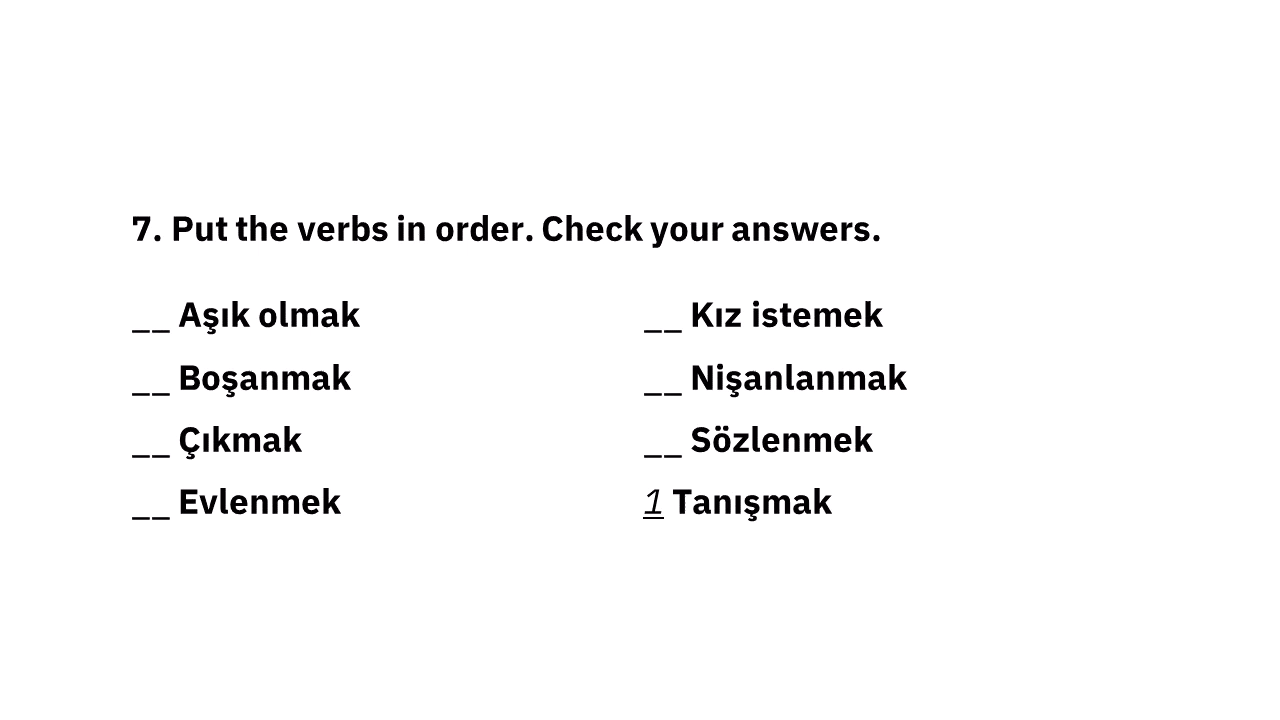 7. Put the verbs in order. Check your answers.
__ Aşık olmak
__ Boşanmak
__ Çıkmak
__ Evlenmek
__ Kız istemek
__ Nişanlanmak
__ Sözlenmek
1 Tanışmak